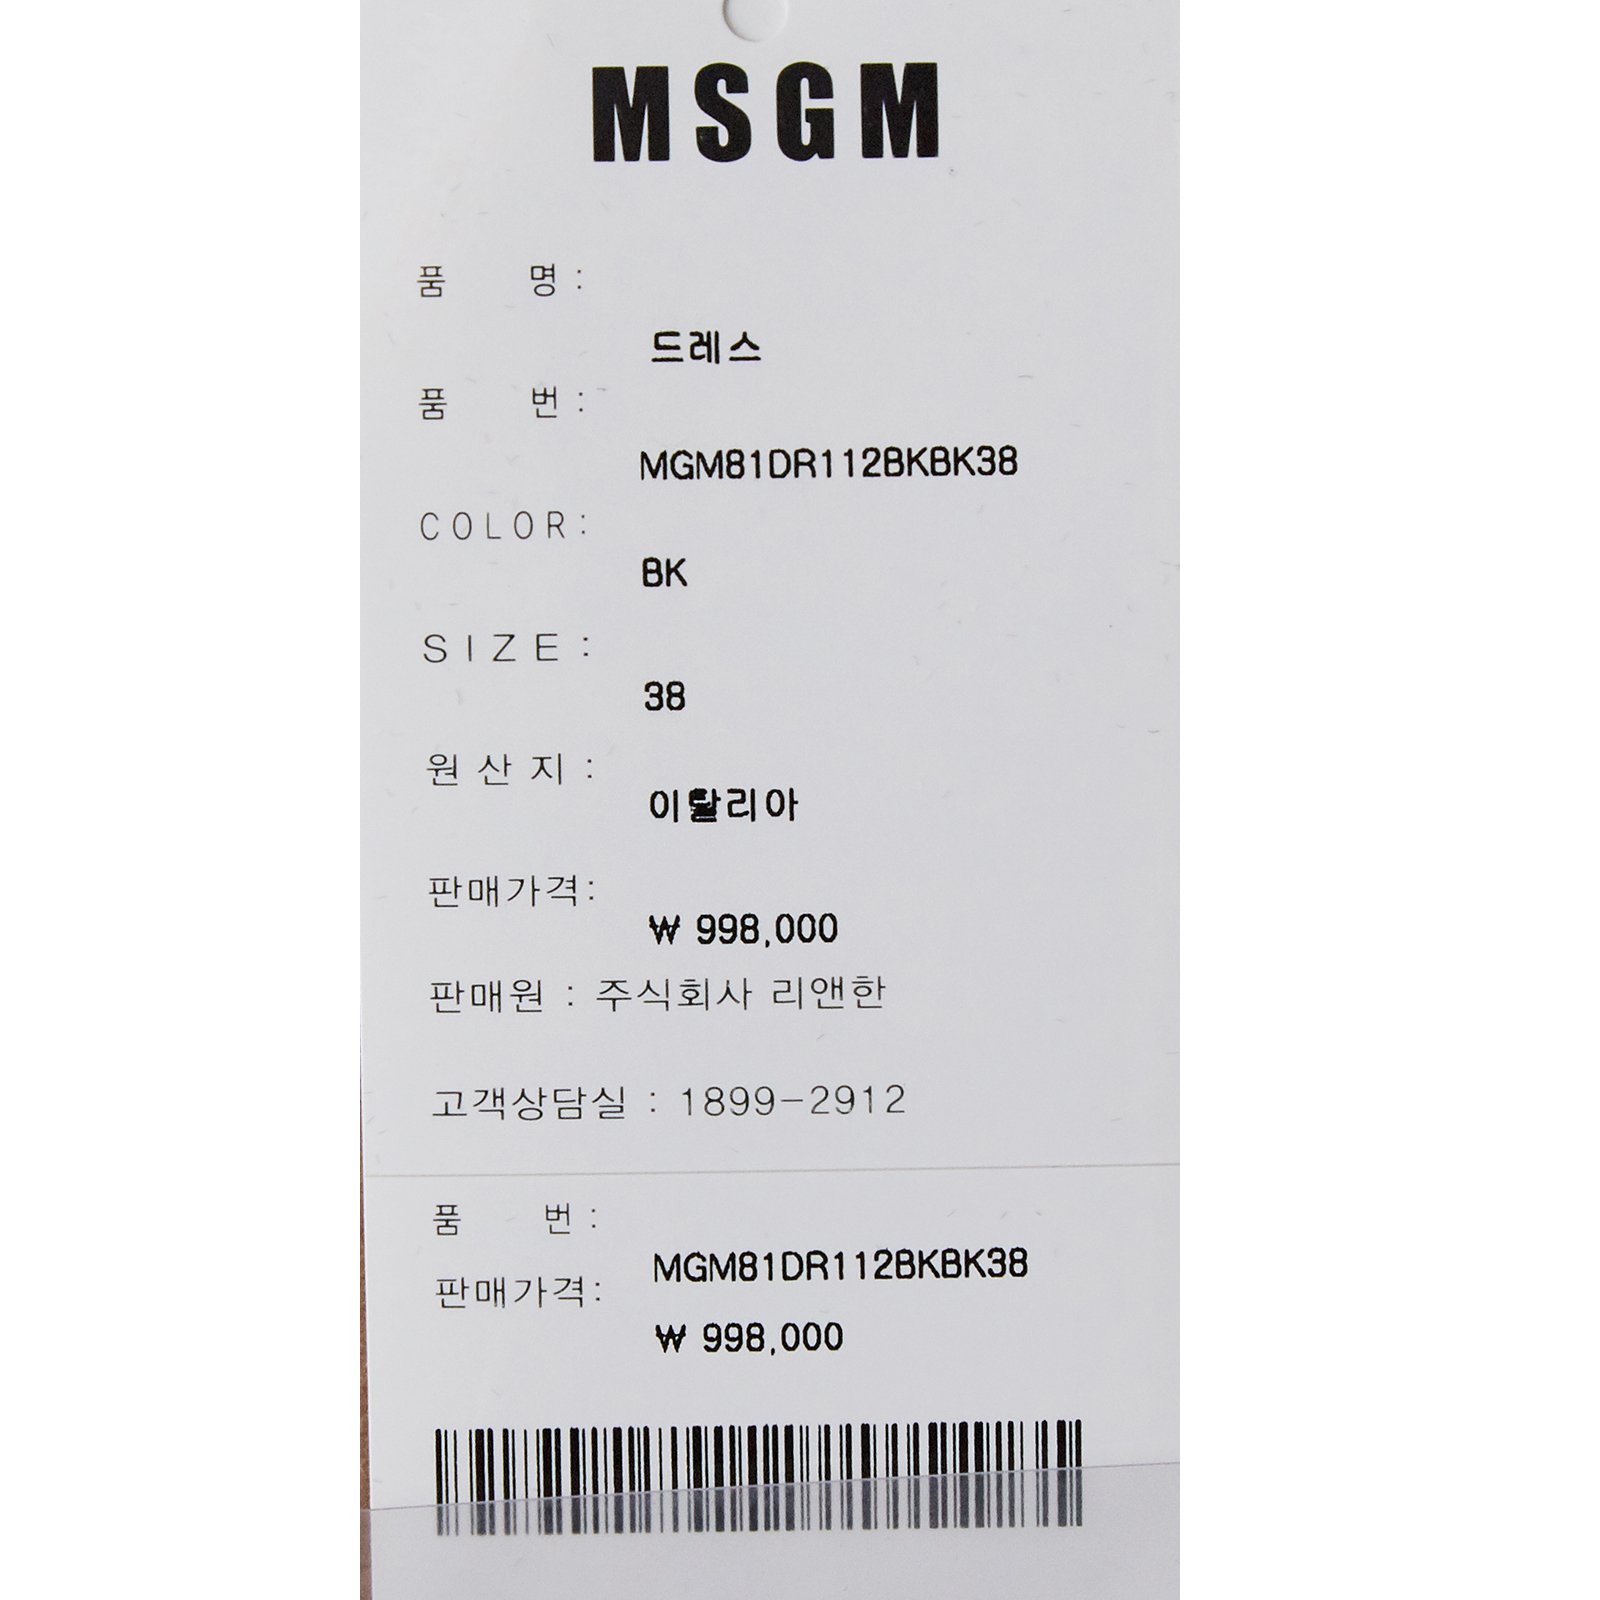 MSGM
품 명 :
드레스
품 번 :
MGM81DR112BKBK38
COLOR:
BK
SIZE:
38
원산지 :
이탈리아
판매가격:
₩ 998,000
판매원 : 주식회사 리앤한
고객상담실 : 1899-2912
품 번 :
MGM81DR112BKBK38
판매가격:
₩ 998,000